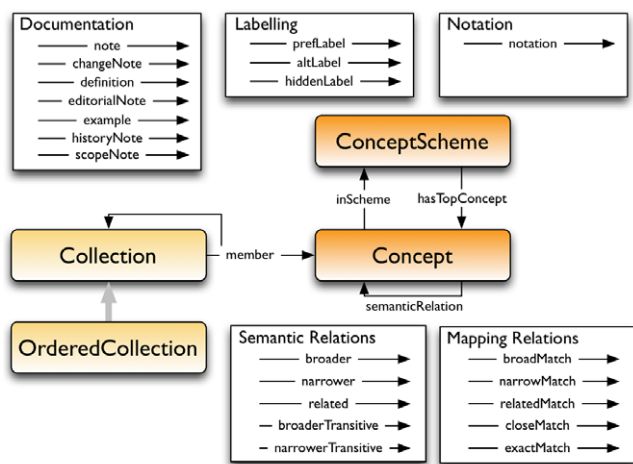 Documentation
note
changeNote
definition
editorialNote
example
historyNote
scopeNote
Labelling
prefLabel
altLabel
hiddenLabel
Notation
notation
ConceptScheme
inScheme
hasTopConcept
Collection
member
Concept
semanticRelation
OrderedCollection
Semantic Relations
broader
narrower
related
broaderTransitive
narrowerTransitive
Mapping Relations
broadMatch
narrowMatch
relatedMatch
closeMatch
exactMatch